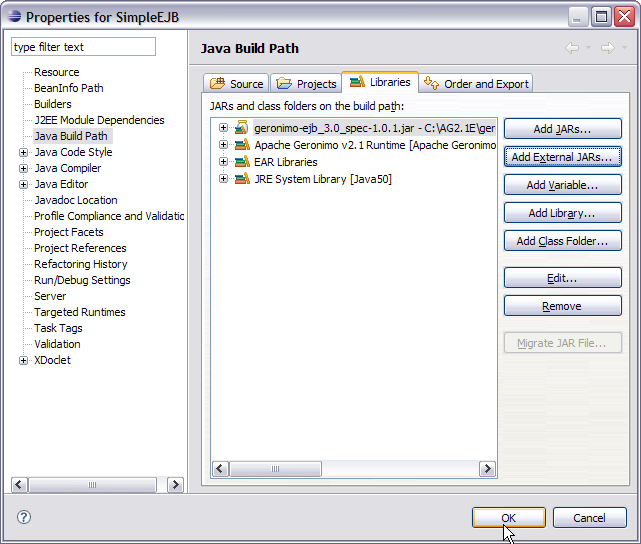 Properties for SimpleEJB
type filter text
Resource
BeanInfo Path
Builders
J2EE Module Dependencies
Java Build Path
Java Code Style
Java Compiler
Java Editor
Javadoc Location
Profile Compliance and Validatic
Project Facets
Project References
Refactoring History
Run/Debug Settings
Server
Targeted Runtimes
Task Tags
Validation
XDoclet
Java Build Path
Source Projects Libraries Order and Export
JARs and class folders on the build path:
geronimo-ejb_3.0_spec-1.0.1.jar - C:\AG2.1E\ger
Apache Geronimo v2.1 Runtime [Apache Geronimo
EAR Libraries
JRE System Library [Java50]
Add JARs...
Add External JARs...
Add Variable...
Add Library...
Add Class Folder...
Edit...
Remove
Migrate JAR File...
?
OK Cancel